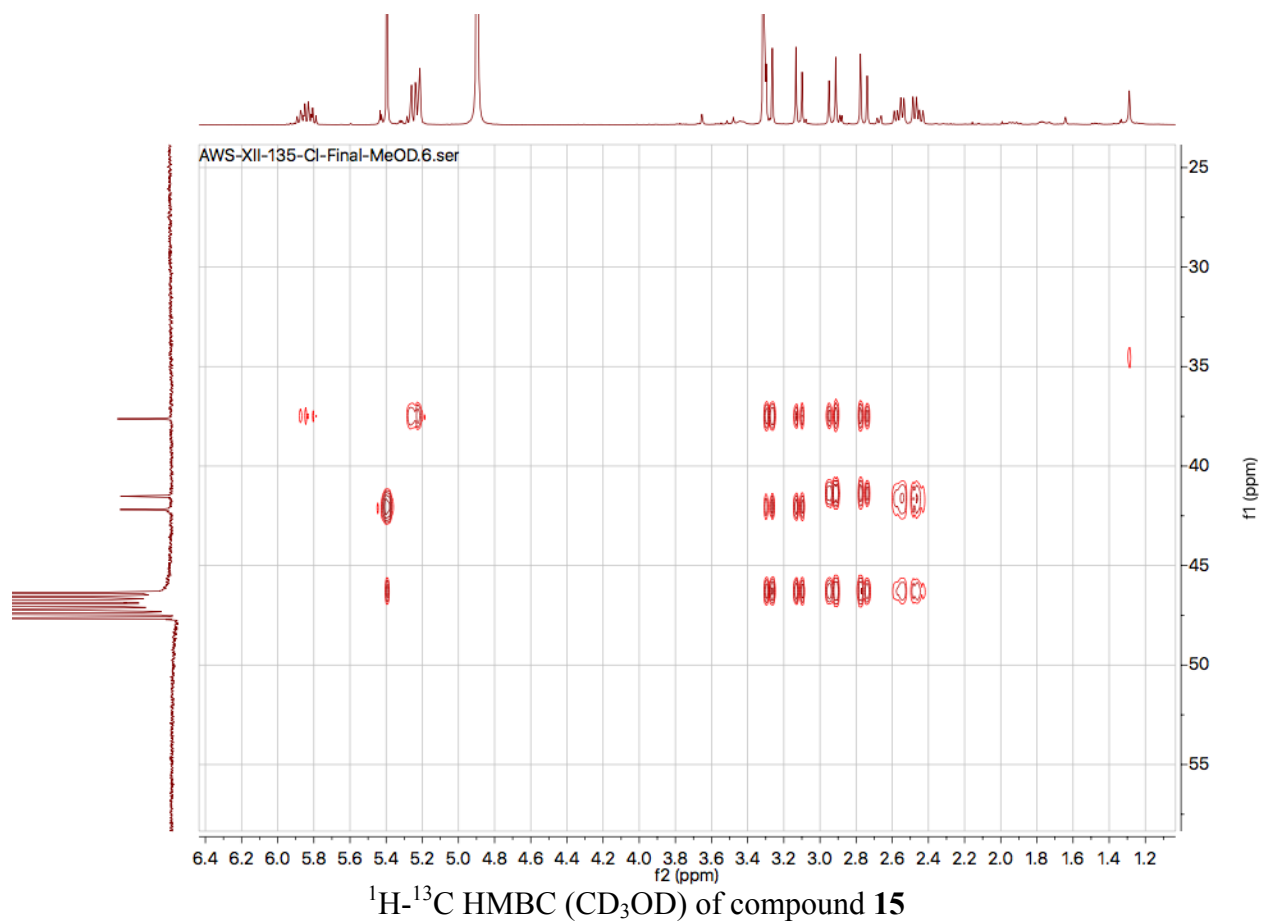 AWS-XII-135-Cl-Final-MeOD.6.ser
25
30
35
40
45
50
55
f1 (ppm)
6.4 6.2 6.0 5.8 5.6 5.4 5.2 5.0 4.8 4.6 4.4 4.2 4.0 3.8 3.6 3.4 3.2 3.0 2.8 2.6 2.4 2.2 2.0 1.8 1.6 1.4 1.2
f2 (ppm)
¹H-¹³C HMBC (CD₃OD) of compound 15